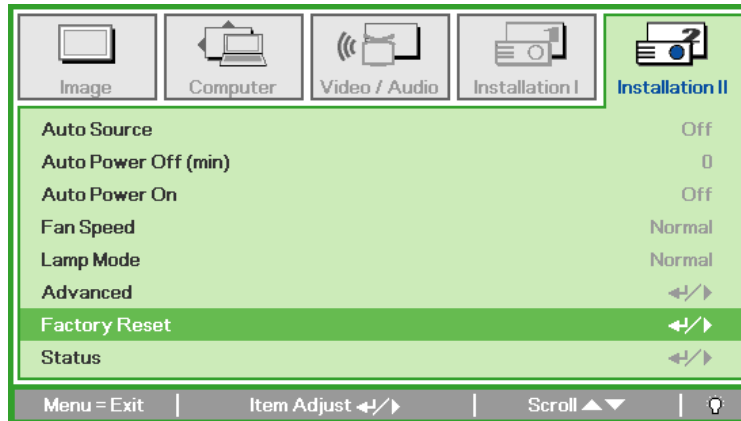 Image Computer Video / Audio Installation I Installation II
Auto Source Off
Auto Power Off (min) 0
Auto Power On Off
Fan Speed Normal
Lamp Mode Normal
Advanced ↵/▶
Factory Reset ↵/▶
Status ↵/▶
Menu = Exit | Item Adjust ↵/▶ | Scroll ▲▼ |